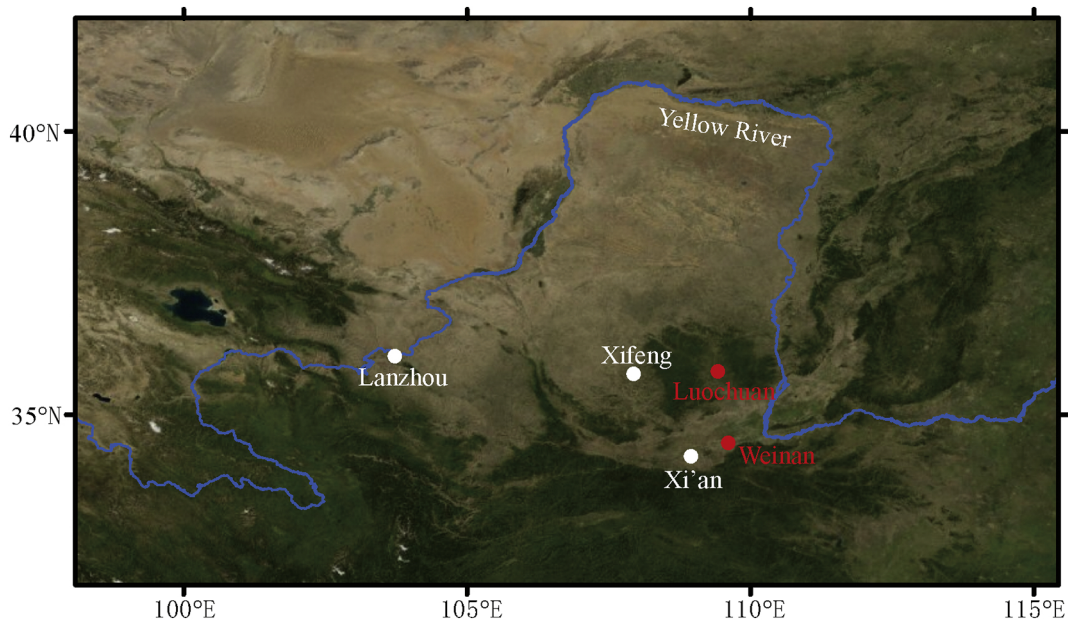 40°N
Yellow River
Xifeng
Lanzhou
Luochuan
35°N
Weinan
Xi’an
100°E
105°E
110°E
115°E